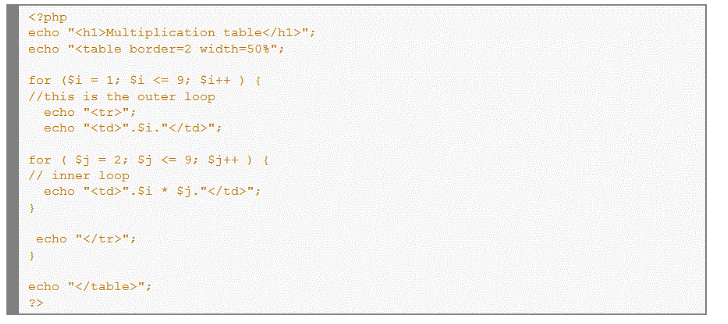 <?php
echo "<h1>Multiplication table</h1>";
echo "<table border=2 width=50%";

for ($i = 1; $i <= 9; $i++ ) {
//this is the outer loop
  echo "<tr>";
  echo "<td>".$i."</td>";

for ( $j = 2; $j <= 9; $j++ ) {
// inner loop
  echo "<td>".$i * $j."</td>";
}

 echo "</tr>";
}

echo "</table>";
?>